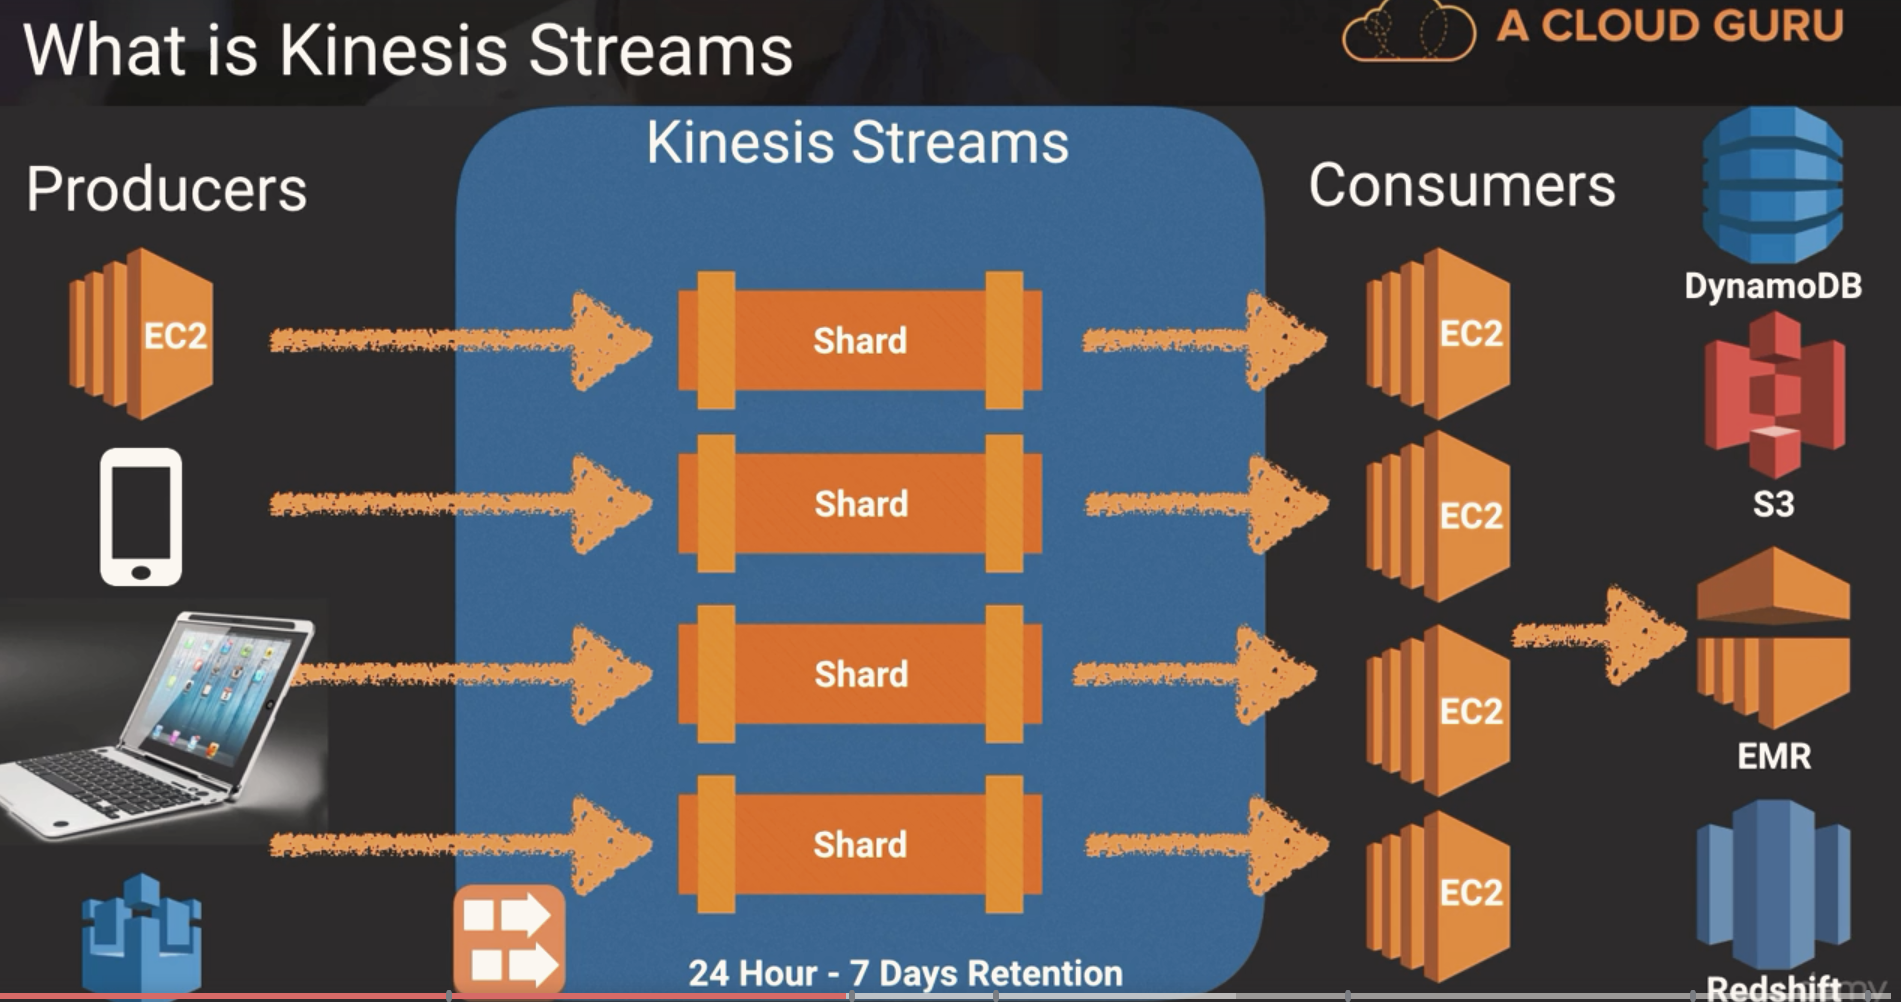 What is Kinesis Streams
A CLOUD GURU
Kinesis Streams
Producers
Consumers
DynamoDB
EC2
Shard
EC2
S3
Shard
EC2
Shard
EC2
EMR
Shard
EC2
24 Hour - 7 Days Retention
Redshift